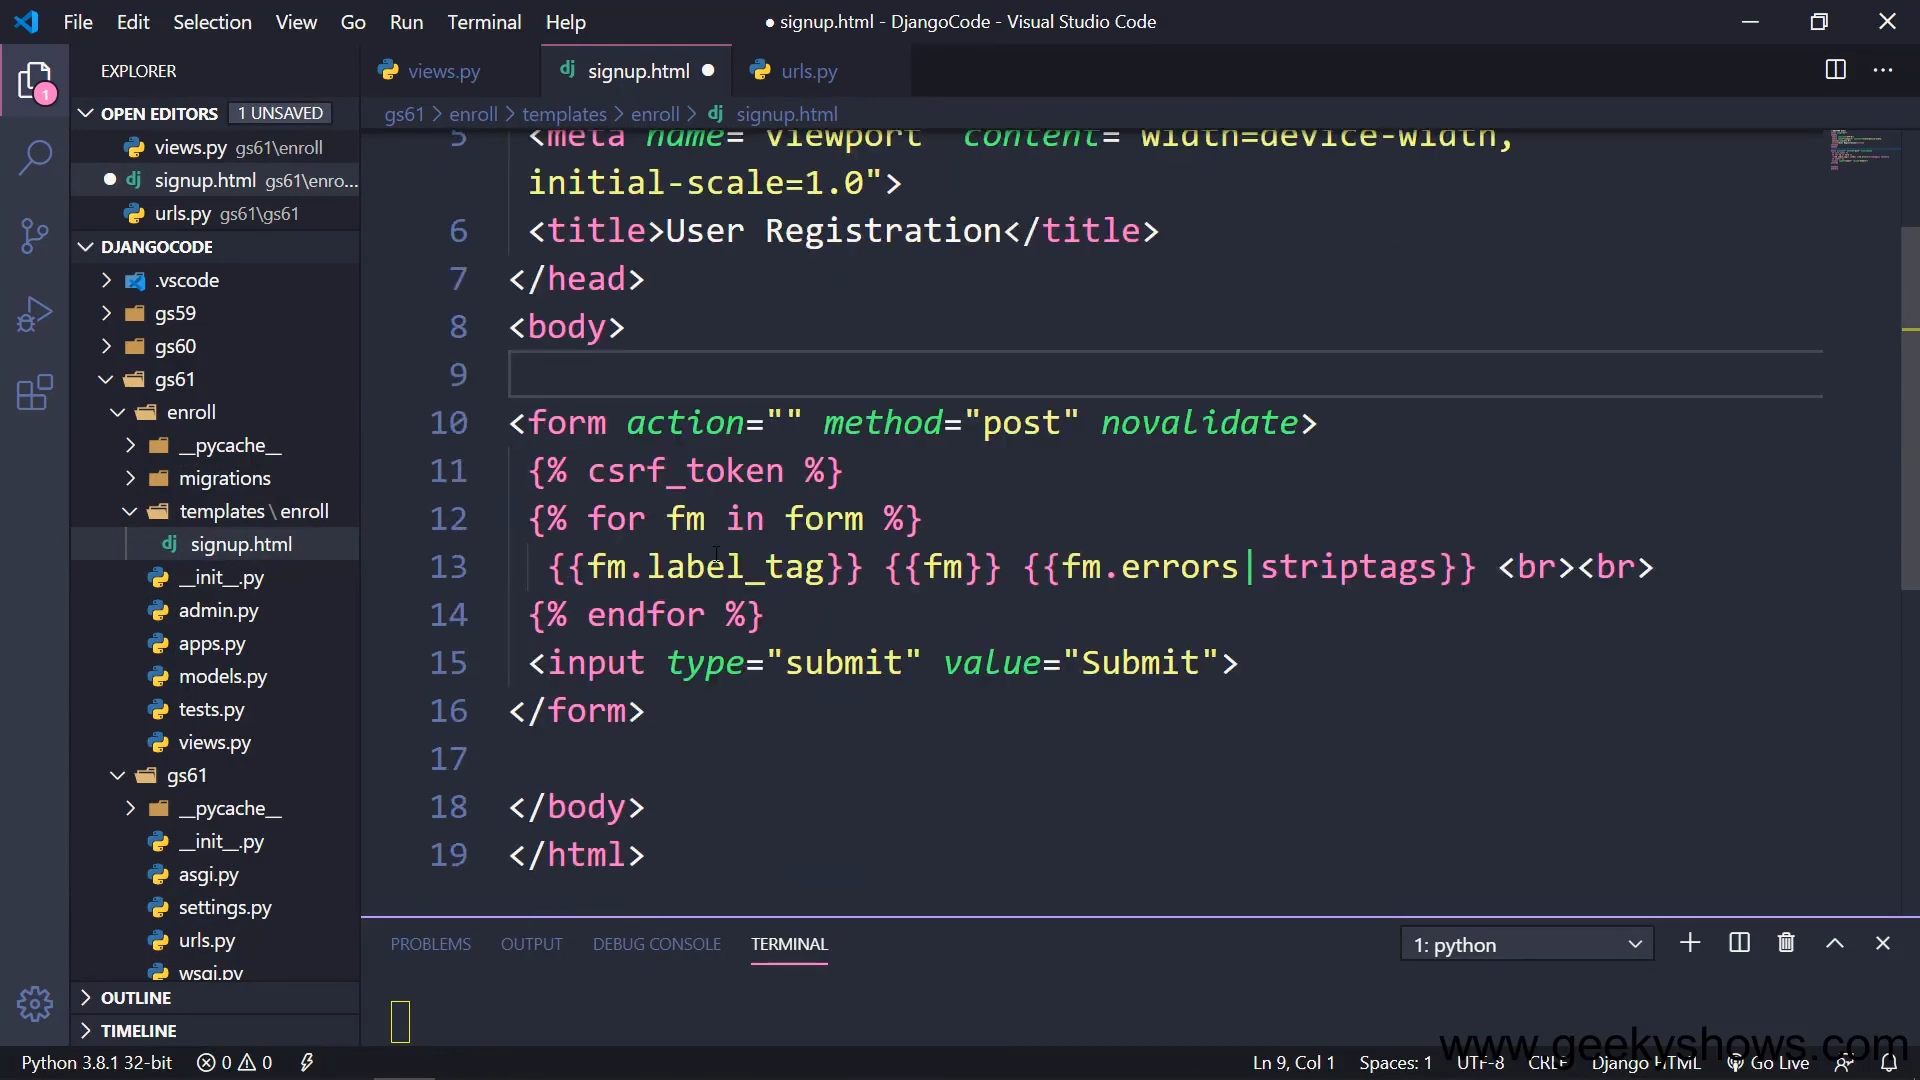 File Edit Selection View Go Run Terminal Help
● signup.html - DjangoCode - Visual Studio Code
EXPLORER
1
OPEN EDITORS 1 UNSAVED
views.py gs61\enroll
signup.html gs61\enro...
urls.py gs61\gs61
DJANGOCODE
.vscode
gs59
gs60
gs61
enroll
__pycache__
migrations
templates \ enroll
signup.html
__init__.py
admin.py
apps.py
models.py
tests.py
views.py
gs61
__pycache__
__init__.py
asgi.py
settings.py
urls.py
wsgi.py
OUTLINE
TIMELINE
views.py signup.html urls.py
gs61 > enroll > templates > enroll > signup.html
5 <meta name="viewport" content="width=device-width,
initial-scale=1.0">
6 <title>User Registration</title>
7 </head>
8 <body>
9
10 <form action="" method="post" novalidate>
11 {% csrf_token %}
12 {% for fm in form %}
13 {{fm.label_tag}} {{fm}} {{fm.errors|striptags}} <br><br>
14 {% endfor %}
15 <input type="submit" value="Submit">
16 </form>
17
18 </body>
19 </html>
PROBLEMS OUTPUT DEBUG CONSOLE TERMINAL
1: python
www.geekyshows.com
Python 3.8.1 32-bit 0 0
Ln 9, Col 1 Spaces: 1 UTF-8 CRLF Django HTML Go Live